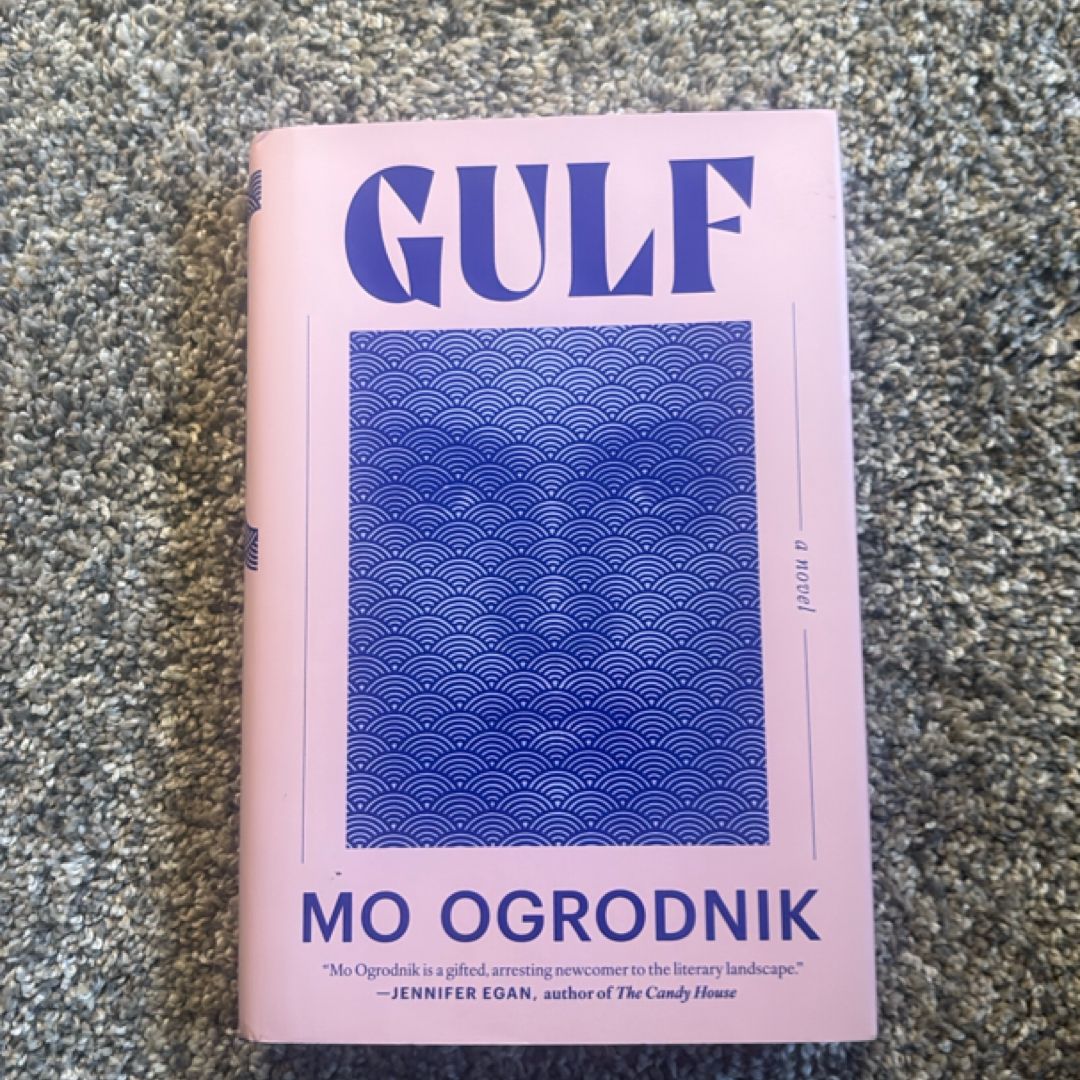 GULF
a novel
MO OGRODNIK
“Mo Ogrodnik is a gifted, arresting newcomer to the literary landscape.”
—JENNIFER EGAN, author of The Candy House